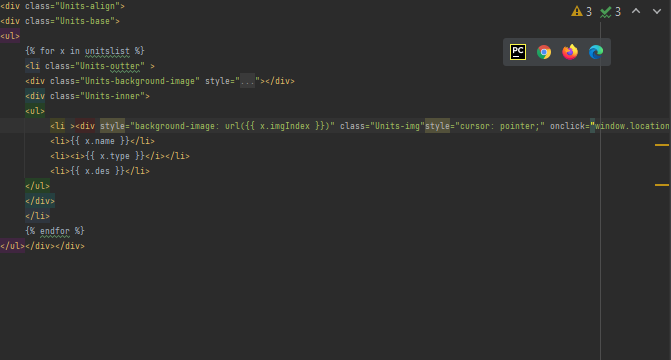 <div class="Units-align">
<div class="Units-base">
<ul>
{% for x in unitslist %}
<li class="Units-outter" >
<div class="Units-background-image" style="..."></div>
<div class="Units-inner">
<ul>
<li ><div style="background-image: url({{ x.imgIndex }})" class="Units-img"style="cursor: pointer;" onclick="window.location
<li>{{ x.name }}</li>
<li><i>{{ x.type }}</i></li>
<li>{{ x.des }}</li>
</ul>
</div>
</li>
{% endfor %}
</ul></div></div>
3 3
PC